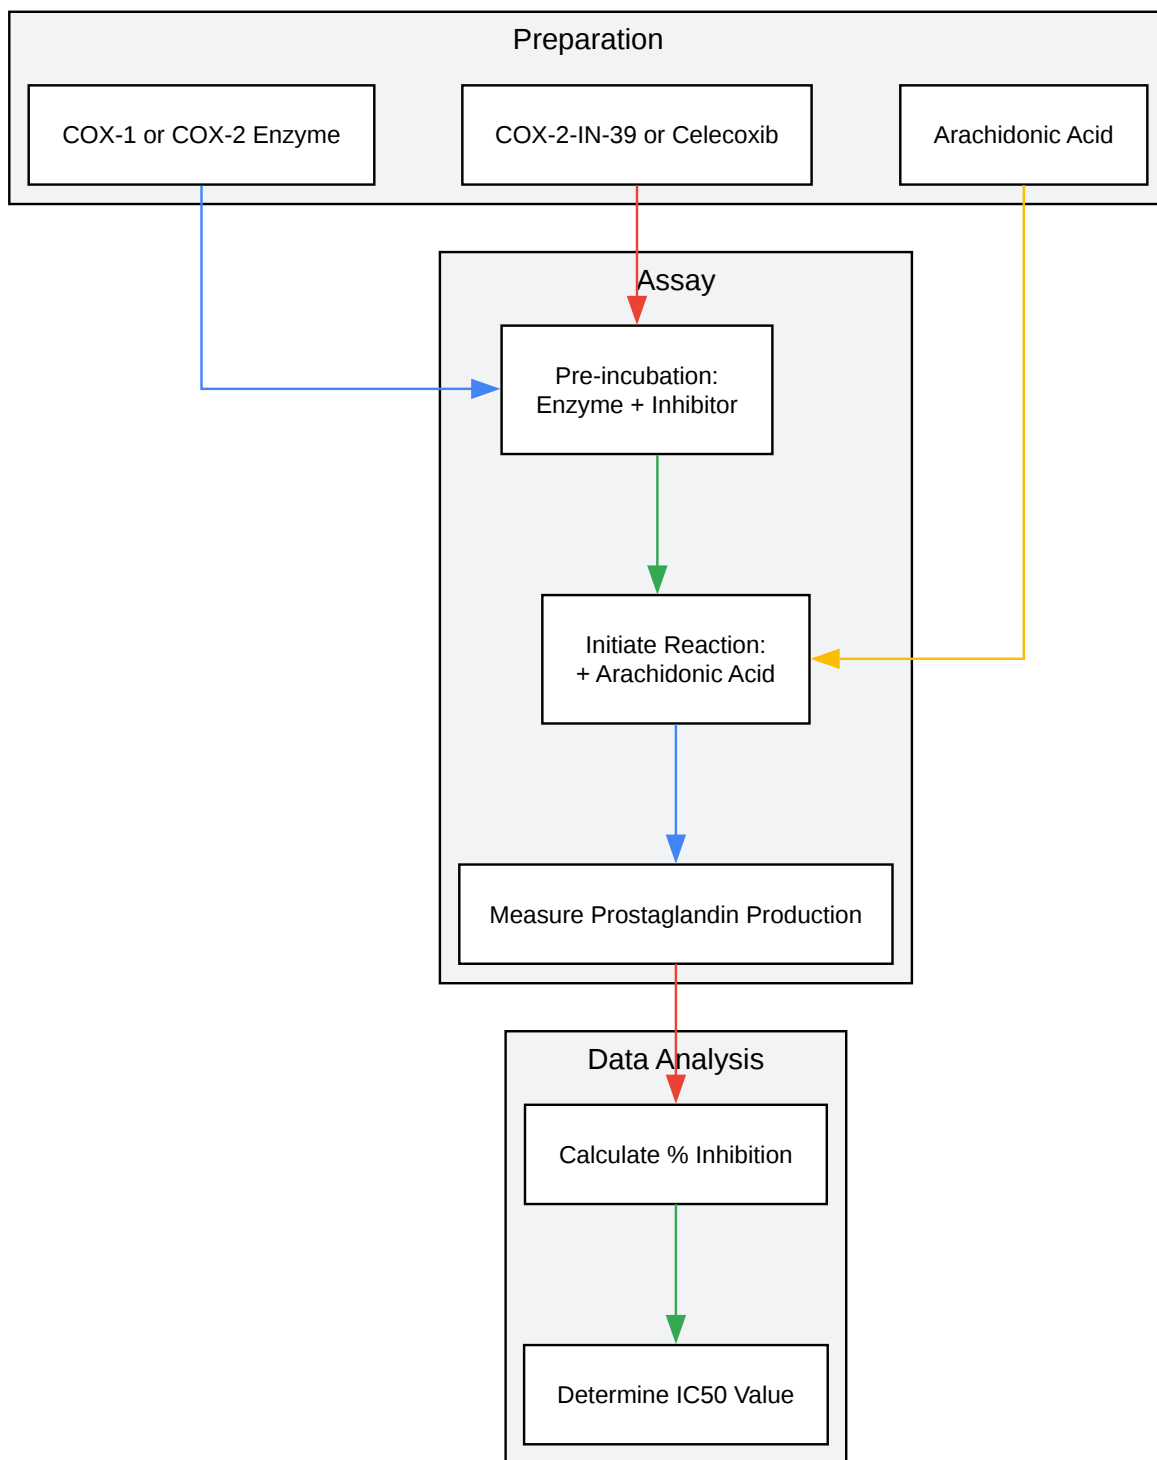 Preparation
COX-1 or COX-2 Enzyme
COX-2-IN-39 or Celecoxib
Arachidonic Acid
Assay
Pre-incubation:
Enzyme + Inhibitor
Initiate Reaction:
+ Arachidonic Acid
Measure Prostaglandin Production
Data Analysis
Calculate % Inhibition
Determine IC50 Value